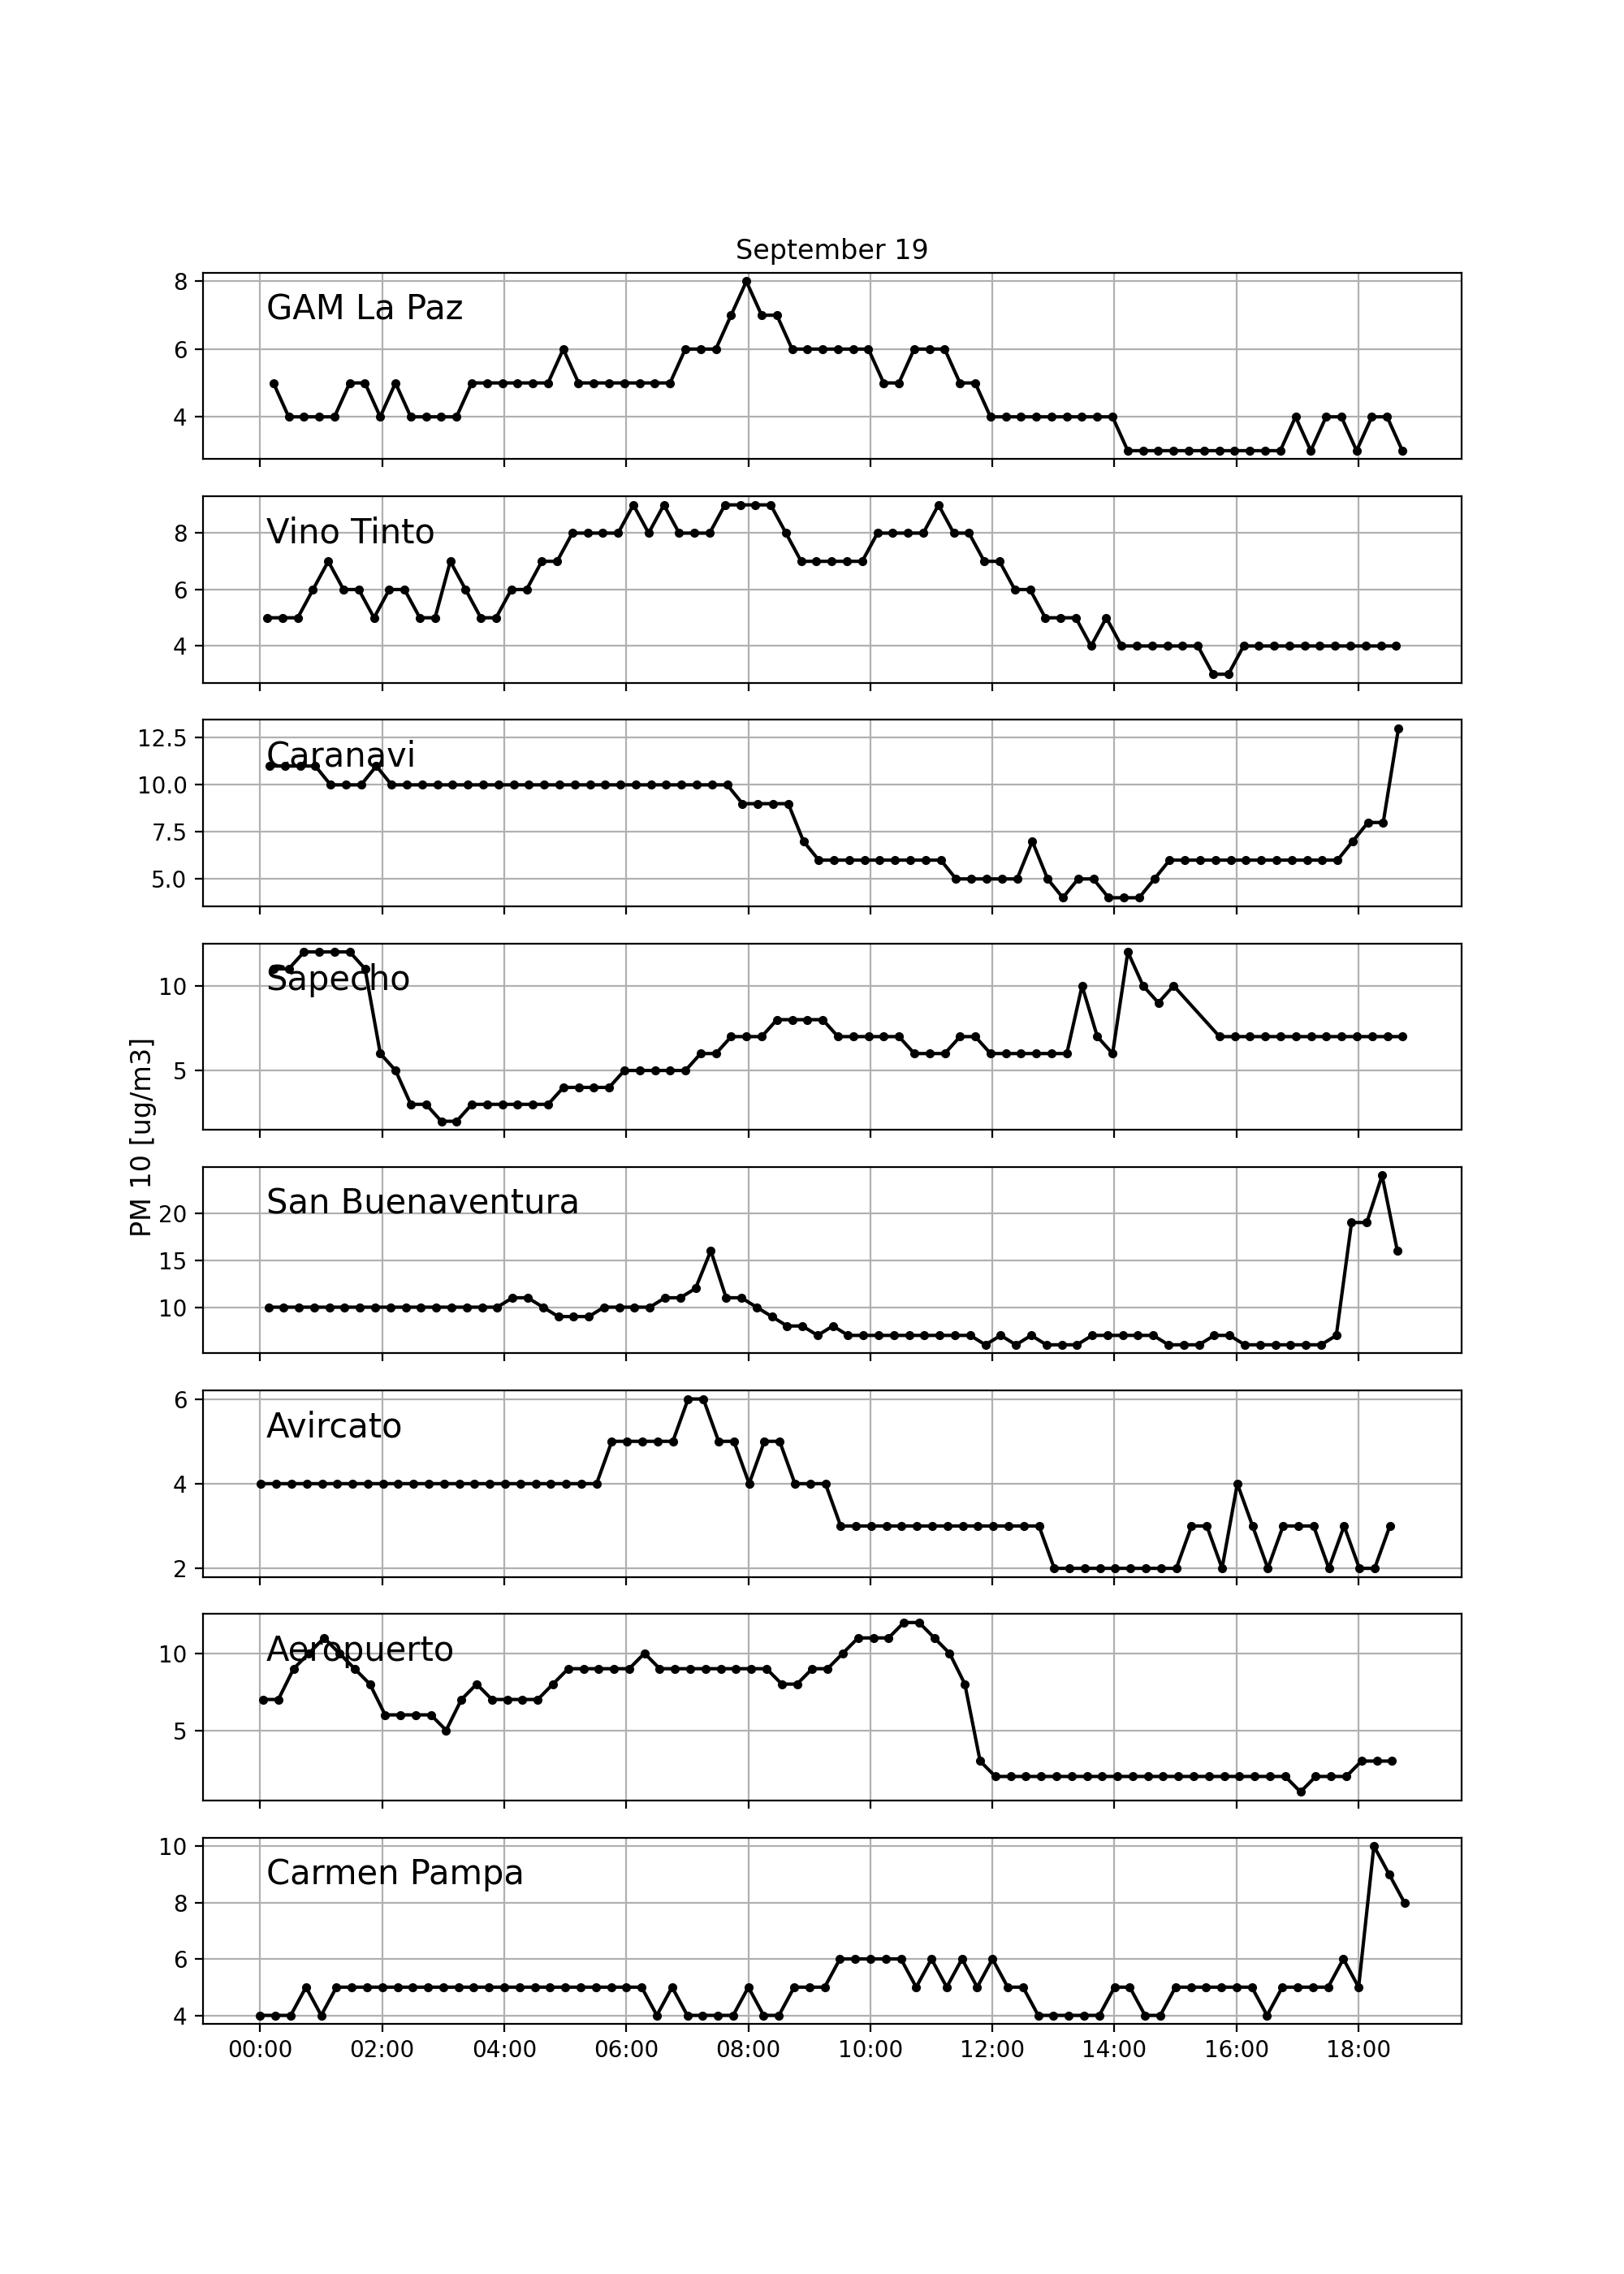 September 19
PM 10 [ug/m3]
8
GAM La Paz
6
4
Vino Tinto
8
6
4
12.5
Caranavi
10.0
7.5
5.0
Sapecho
10
5
San Buenaventura
20
15
10
6
Avircato
4
2
Aeropuerto
10
5
10
Carmen Pampa
8
6
4
00:00 02:00 04:00 06:00 08:00 10:00 12:00 14:00 16:00 18:00